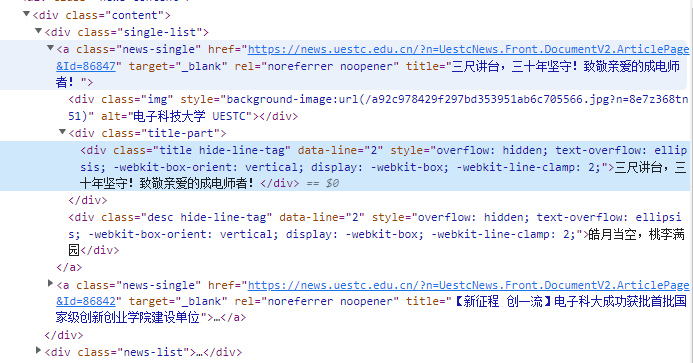 <div class="content">
<div class="single-list">
<a class="news-single" href="https://news.uestc.edu.cn/?n=UestcNews.Front.DocumentV2.ArticlePage
&Id=86847" target="_blank" rel="noreferrer noopener" title="三尺讲台，三十年坚守！致敬亲爱的成电师
者！">
<div class="img" style="background-image:url(/a92c978429f297bd353951ab6c705566.jpg?n=8e7z368tn
51)" alt="电子科技大学 UESTC"></div>
<div class="title-part">
<div class="title hide-line-tag" data-line="2" style="overflow: hidden; text-overflow: elli
psis; -webkit-box-orient: vertical; display: -webkit-box; -webkit-line-clamp: 2;">三尺讲台，三
十年坚守！致敬亲爱的成电师者！</div> == $0
</div>
<div class="desc hide-line-tag" data-line="2" style="overflow: hidden; text-overflow: ellipsi
s; -webkit-box-orient: vertical; display: -webkit-box; -webkit-line-clamp: 2;">皓月当空，桃李满
园</div>
</a>
<a class="news-single" href="https://news.uestc.edu.cn/?n=UestcNews.Front.DocumentV2.ArticlePage
&Id=86842" target="_blank" rel="noreferrer noopener" title="【新征程 创一流】电子科大成功获批首批国
家级创新创业学院建设单位">…</a>
</div>
<div class="news-list">…</div>